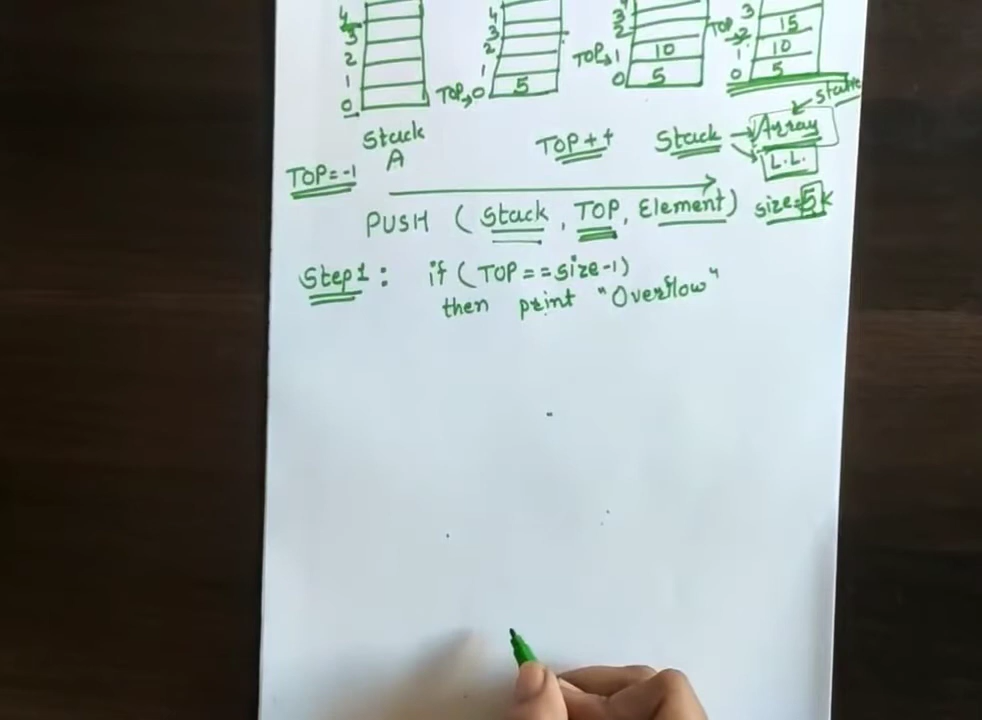 4
3
2
1
0
4
3
2
1
TOP→0 5
3
2
TOP→1 10
0 5
3
TOP→2 15
1 10
0 5
Stack
A
TOP=-1
TOP++
Stack → Array
static
L.L.
PUSH (Stack, TOP, Element) size=5
Step1: if (TOP==size-1)
then print "Overflow"